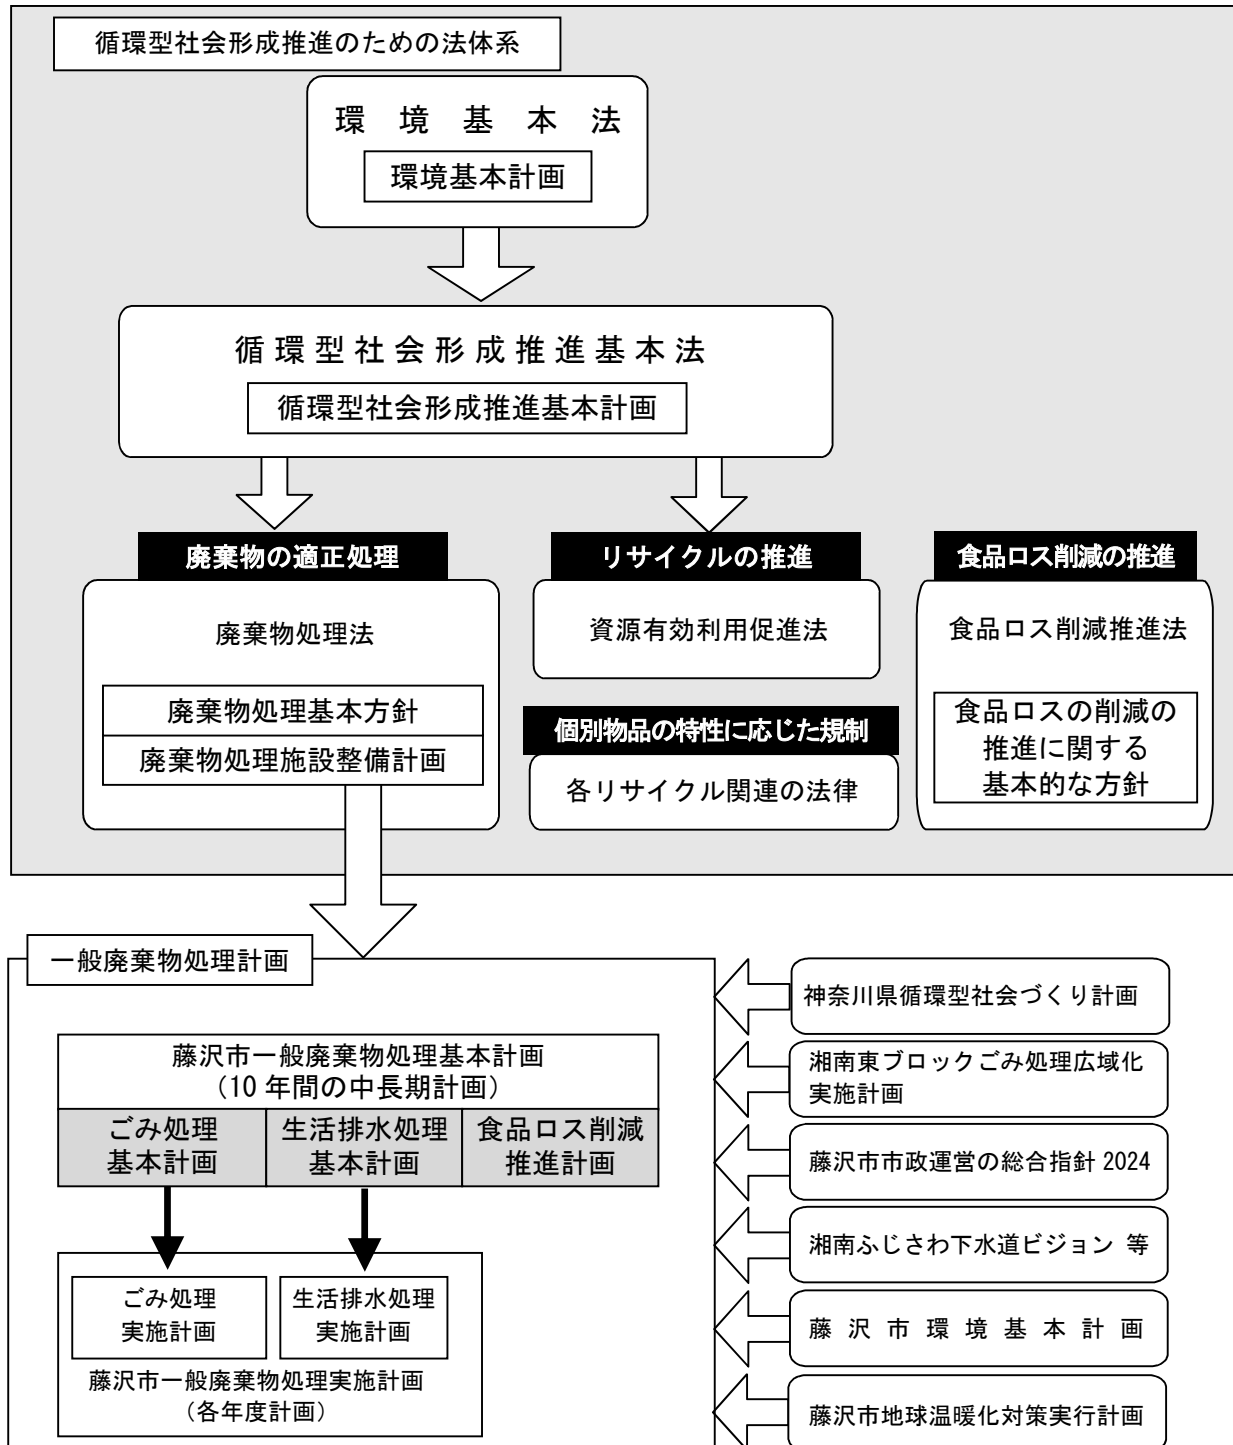 循環型社会形成推進のための法体系
環境基本法
環境基本計画
循環型社会形成推進基本法
循環型社会形成推進基本計画
廃棄物の適正処理
廃棄物処理法
廃棄物処理基本方針
廃棄物処理施設整備計画
リサイクルの推進
資源有効利用促進法
個別物品の特性に応じた規制
各リサイクル関連の法律
食品ロス削減の推進
食品ロス削減推進法
食品ロスの削減の
推進に関する
基本的な方針
一般廃棄物処理計画
藤沢市一般廃棄物処理基本計画
（10 年間の中長期計画）
ごみ処理
基本計画
生活排水処理
基本計画
食品ロス削減
推進計画
ごみ処理
実施計画
生活排水処理
実施計画
藤沢市一般廃棄物処理実施計画
（各年度計画）
神奈川県循環型社会づくり計画
湘南東ブロックごみ処理広域化
実施計画
藤沢市市政運営の総合指針 2024
湘南ふじさわ下水道ビジョン 等
藤沢市環境基本計画
藤沢市地球温暖化対策実行計画